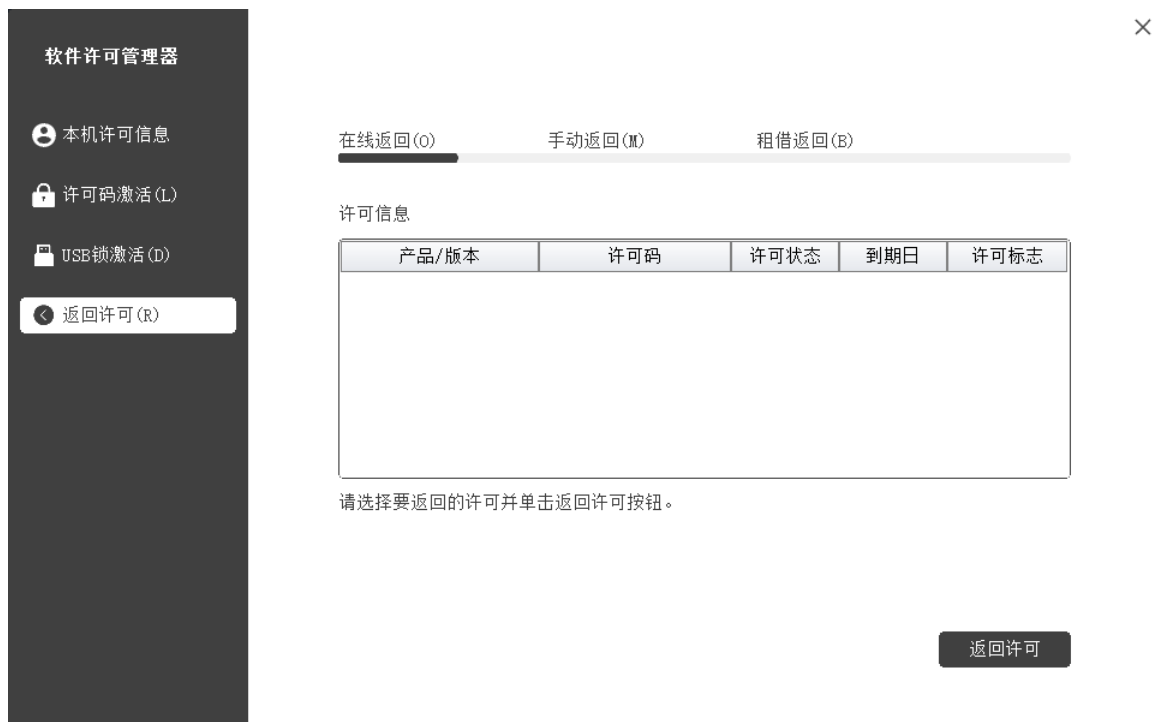 软件许可管理器
本机许可信息
许可码激活(L)
USB锁激活(D)
返回许可(R)
在线返回(O) 手动返回(M) 租借返回(B)
许可信息
产品/版本 许可码 许可状态 到期日 许可标志
请选择要返回的许可并单击返回许可按钮。
返回许可